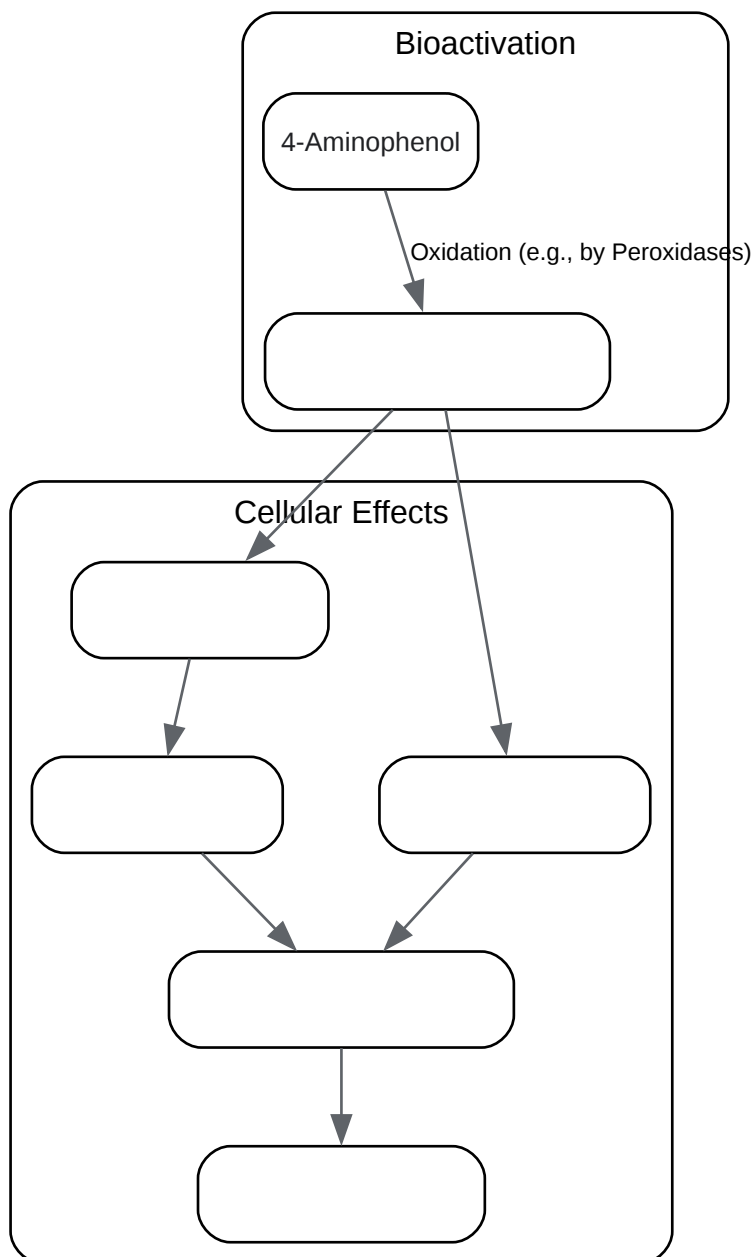 Bioactivation
4-Aminophenol
Oxidation (e.g., by Peroxidases)
Cellular Effects